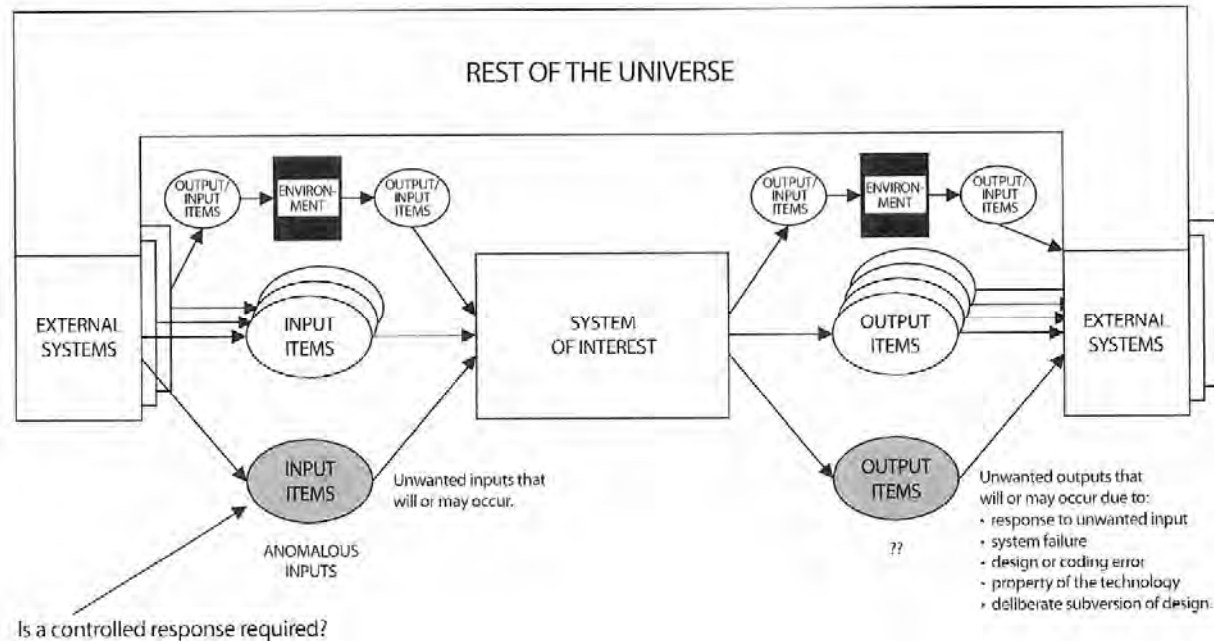 REST OF THE UNIVERSE
OUTPUT/
INPUT
ITEMS
ENVIRON-
MENT
OUTPUT/
INPUT
ITEMS
OUTPUT/
INPUT
ITEMS
ENVIRON-
MENT
OUTPUT/
INPUT
ITEMS
EXTERNAL
SYSTEMS
INPUT
ITEMS
SYSTEM
OF INTEREST
OUTPUT
ITEMS
EXTERNAL
SYSTEMS
INPUT
ITEMS
Unwanted inputs that
will or may occur.
ANOMALOUS
INPUTS
OUTPUT
ITEMS
??
Unwanted outputs that
will or may occur due to:
• response to unwanted input
• system failure
• design or coding error
• property of the technology
• deliberate subversion of design.
Is a controlled response required?